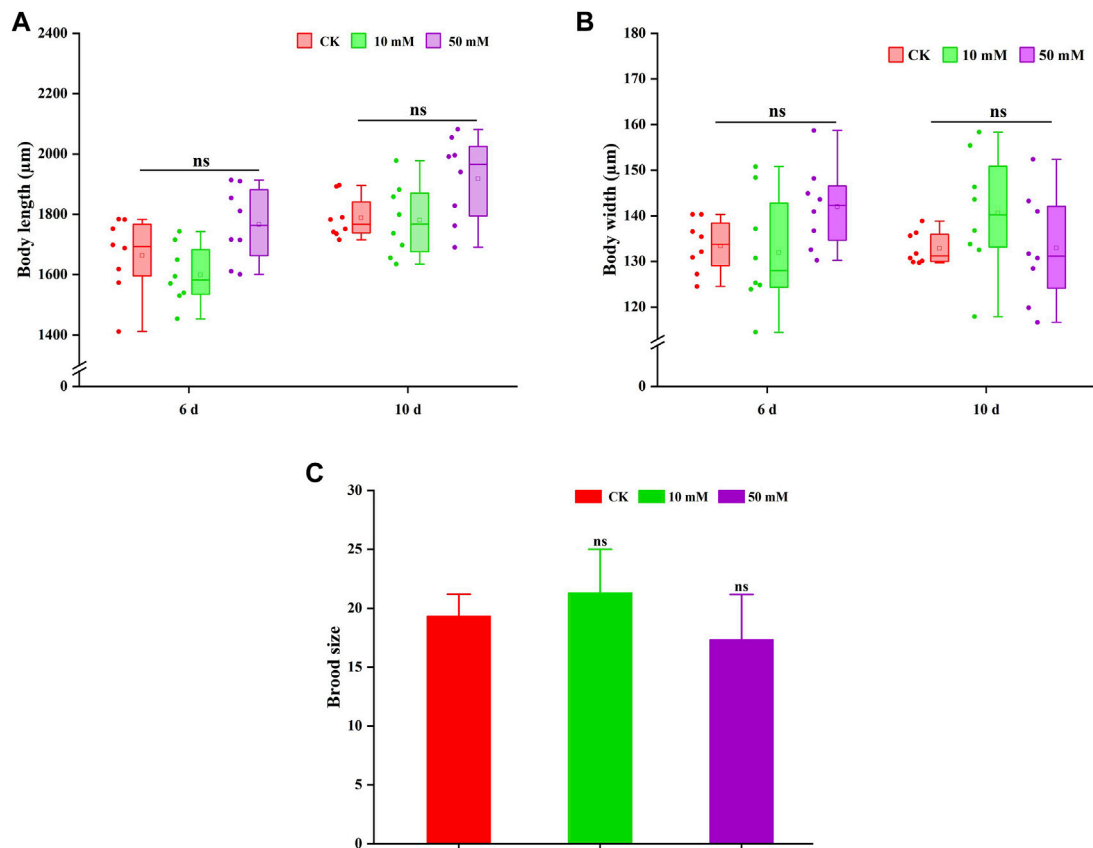 A
2400
2200
2000
1800
1600
1400
0
Body length (μm)
CK 10 mM 50 mM
ns
ns
6 d 10 d
B
180
170
160
150
140
130
120
0
Body width (μm)
CK 10 mM 50 mM
ns
ns
6 d 10 d
C
30
25
20
15
10
5
0
Brood size
CK 10 mM 50 mM
ns
ns